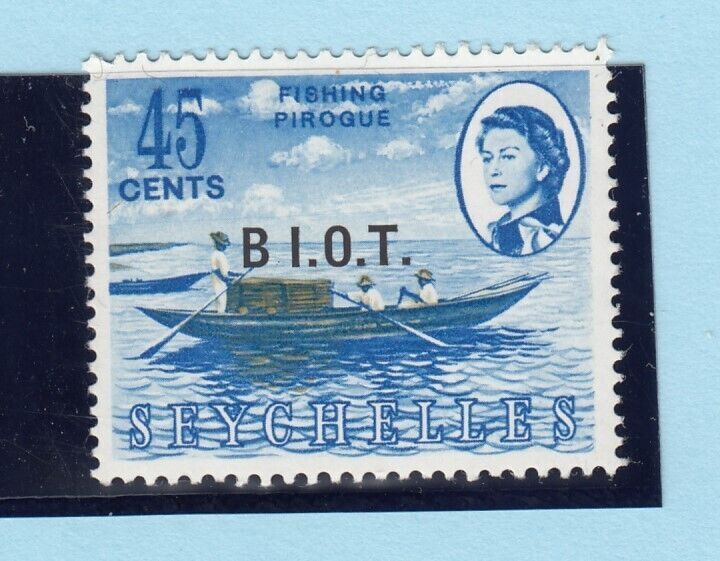 45
CENTS
FISHING
PIROGUE
B I.O.T.
SEYCHELLES